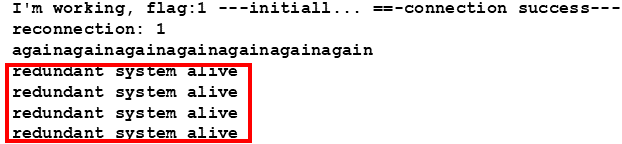 I'm working, flag:1 ---initiall... ==-connection success---
reconnection: 1
againagainagainagainagainagainagain
redundant system alive
redundant system alive
redundant system alive
redundant system alive